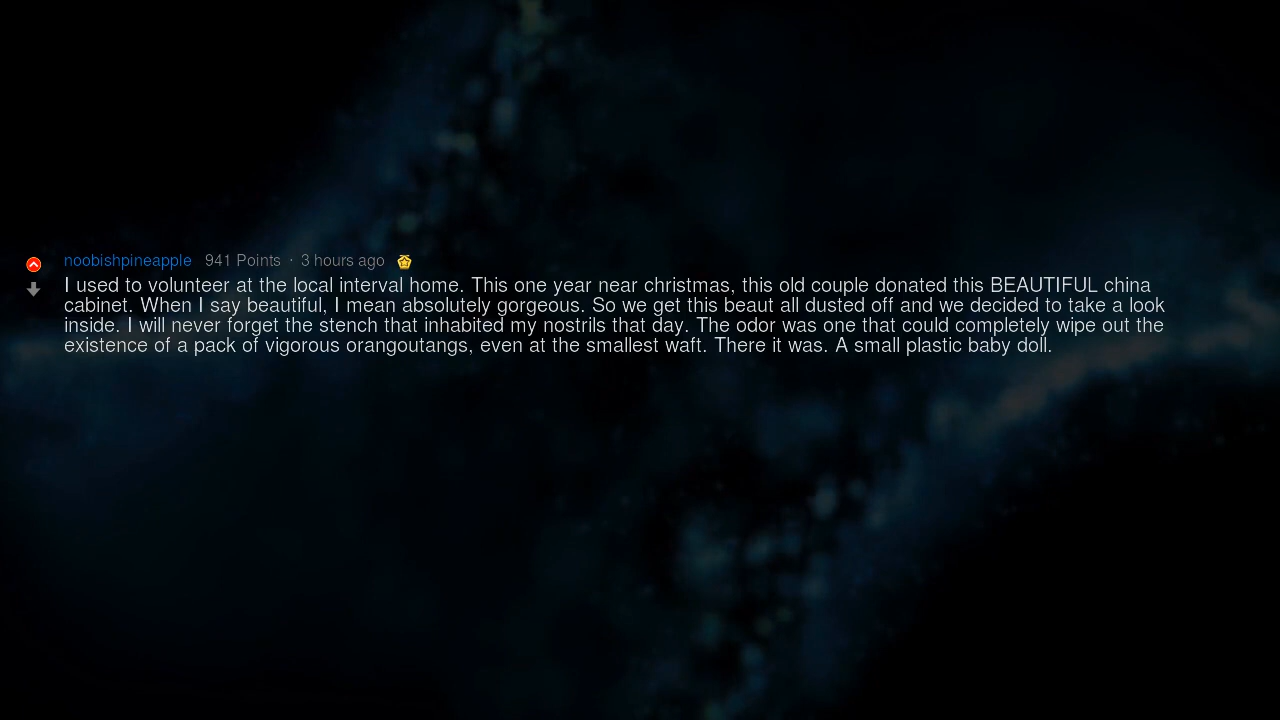 noobishpineapple 941 Points · 3 hours ago
I used to volunteer at the local interval home. This one year near christmas, this old couple donated this BEAUTIFUL china
cabinet. When I say beautiful, I mean absolutely gorgeous. So we get this beaut all dusted off and we decided to take a look
inside. I will never forget the stench that inhabited my nostrils that day. The odor was one that could completely wipe out the
existence of a pack of vigorous orangoutangs, even at the smallest waft. There it was. A small plastic baby doll.